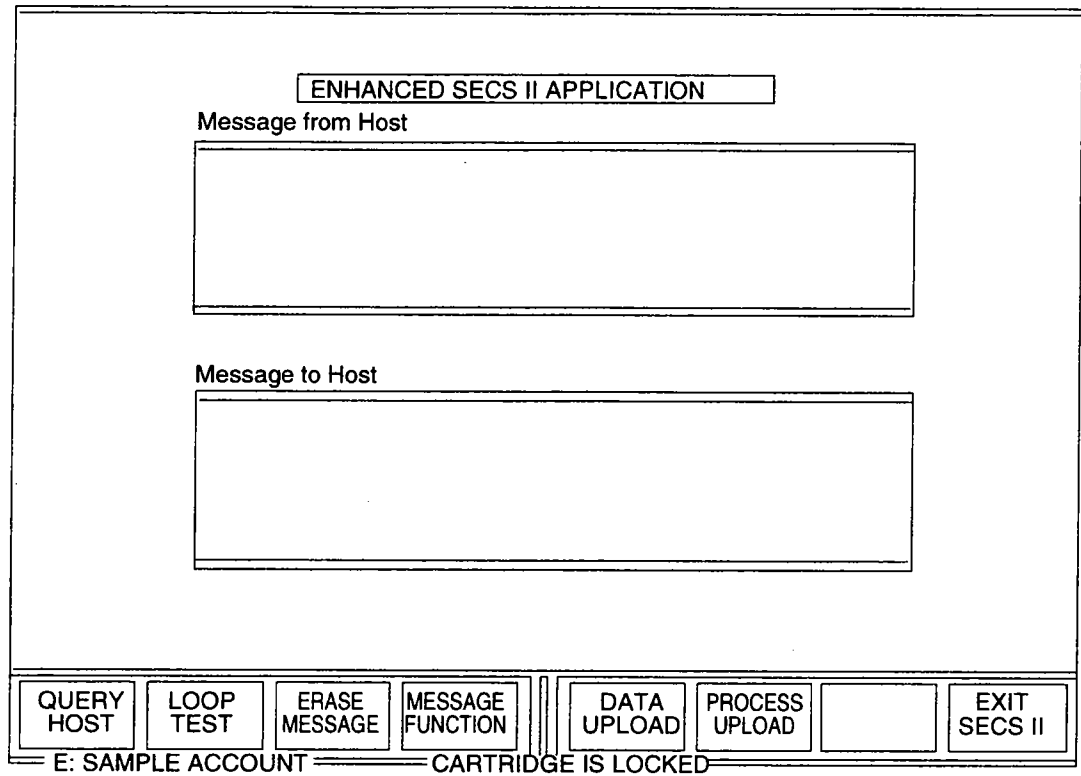 ENHANCED SECS II APPLICATION
Message from Host
Message to Host
QUERY HOST
LOOP TEST
ERASE MESSAGE
MESSAGE FUNCTION
DATA UPLOAD
PROCESS UPLOAD
EXIT SECS II
E: SAMPLE ACCOUNT
CARTRIDGE IS LOCKED